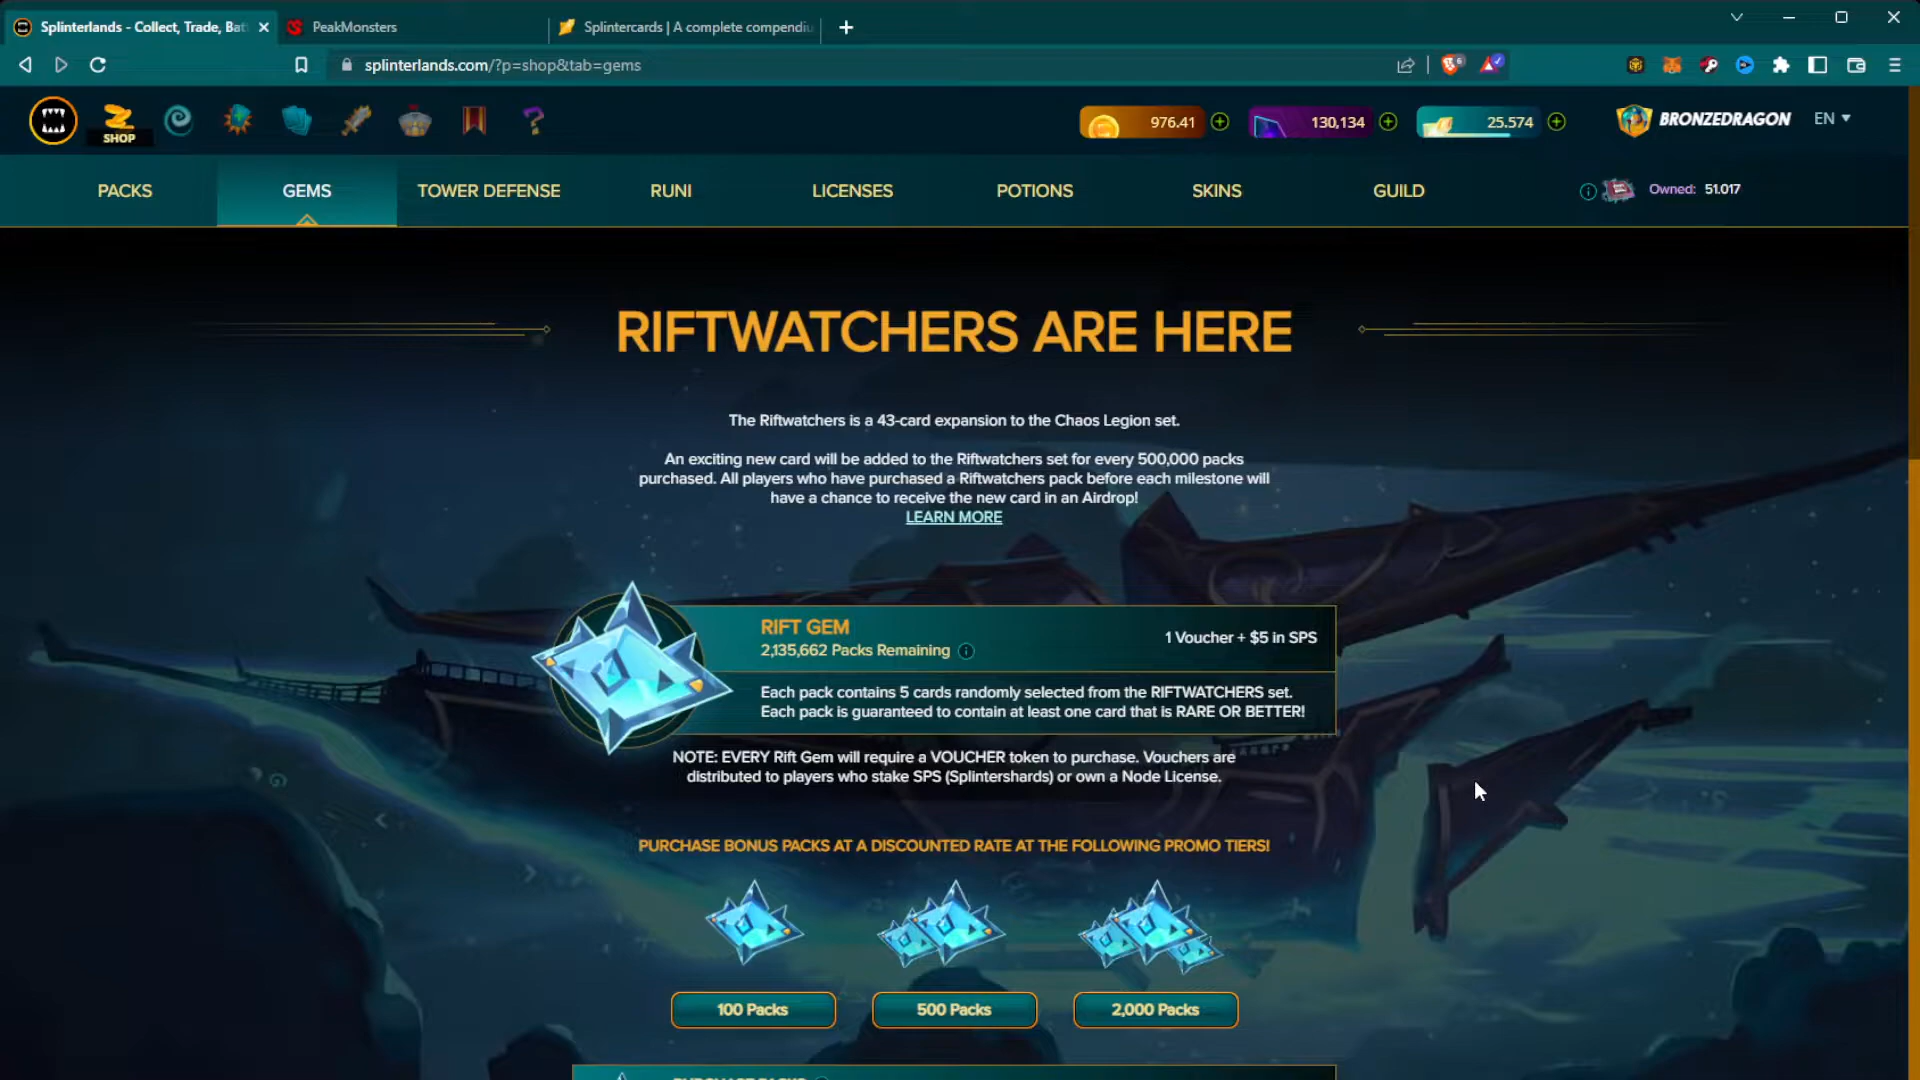 Splinterlands - Collect, Trade, Bat
PeakMonsters
Splintercards | A complete compendiu
splinterlands.com/?p=shop&tab=gems
6
SHOP
976.41
130,134
25.574
BRONZEDRAGON
EN
PACKS
GEMS
TOWER DEFENSE
RUNI
LICENSES
POTIONS
SKINS
GUILD
Owned: 51.017
RIFTWATCHERS ARE HERE
The Riftwatchers is a 43-card expansion to the Chaos Legion set.
An exciting new card will be added to the Riftwatchers set for every 500,000 packs
purchased. All players who have purchased a Riftwatchers pack before each milestone will
have a chance to receive the new card in an Airdrop!
LEARN MORE
RIFT GEM
2,135,662 Packs Remaining
1 Voucher + $5 in SPS
Each pack contains 5 cards randomly selected from the RIFTWATCHERS set.
Each pack is guaranteed to contain at least one card that is RARE OR BETTER!
NOTE: EVERY Rift Gem will require a VOUCHER token to purchase. Vouchers are
distributed to players who stake SPS (Splintershards) or own a Node License.
PURCHASE BONUS PACKS AT A DISCOUNTED RATE AT THE FOLLOWING PROMO TIERS!
100 Packs
500 Packs
2,000 Packs